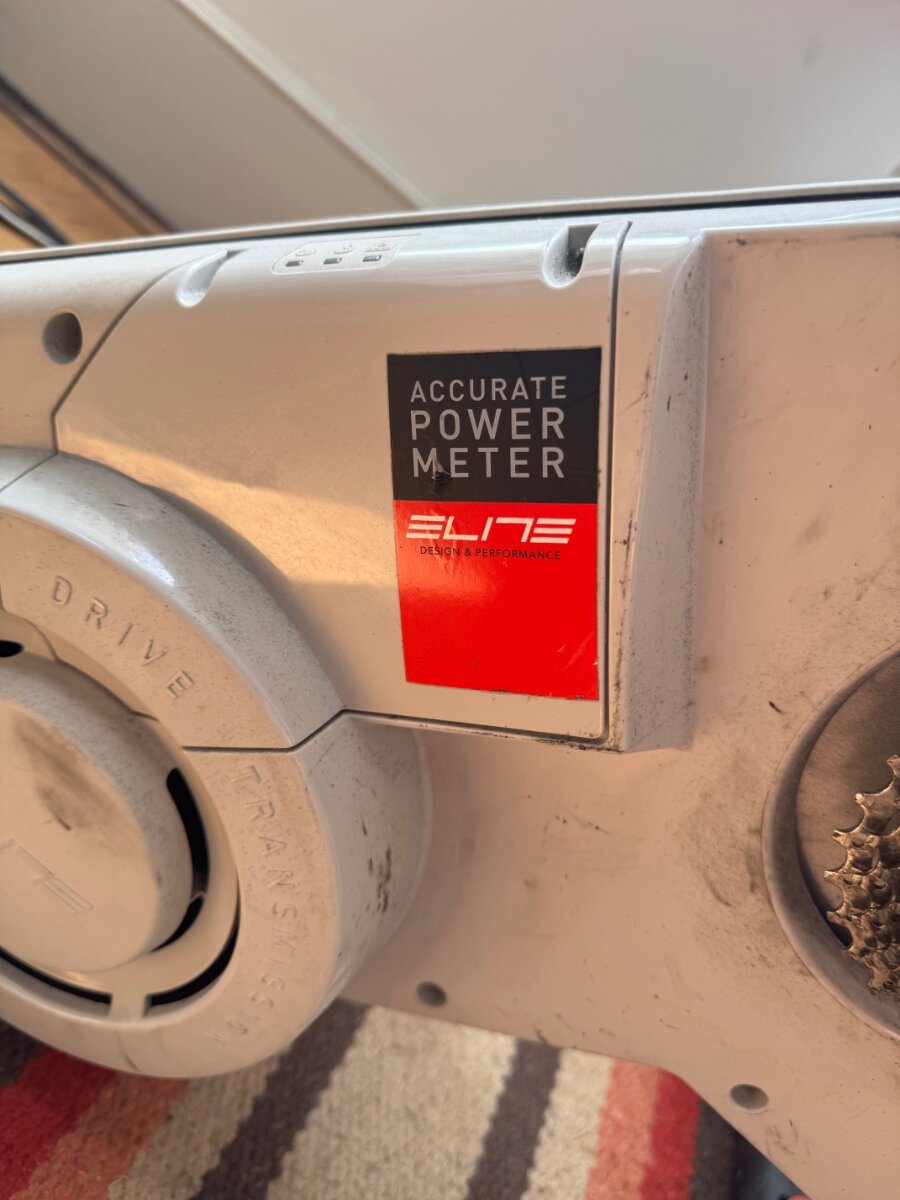 ACCURATE
POWER
METER
ELITE
DESIGN & PERFORMANCE
DRIVE
TRANSMISSION